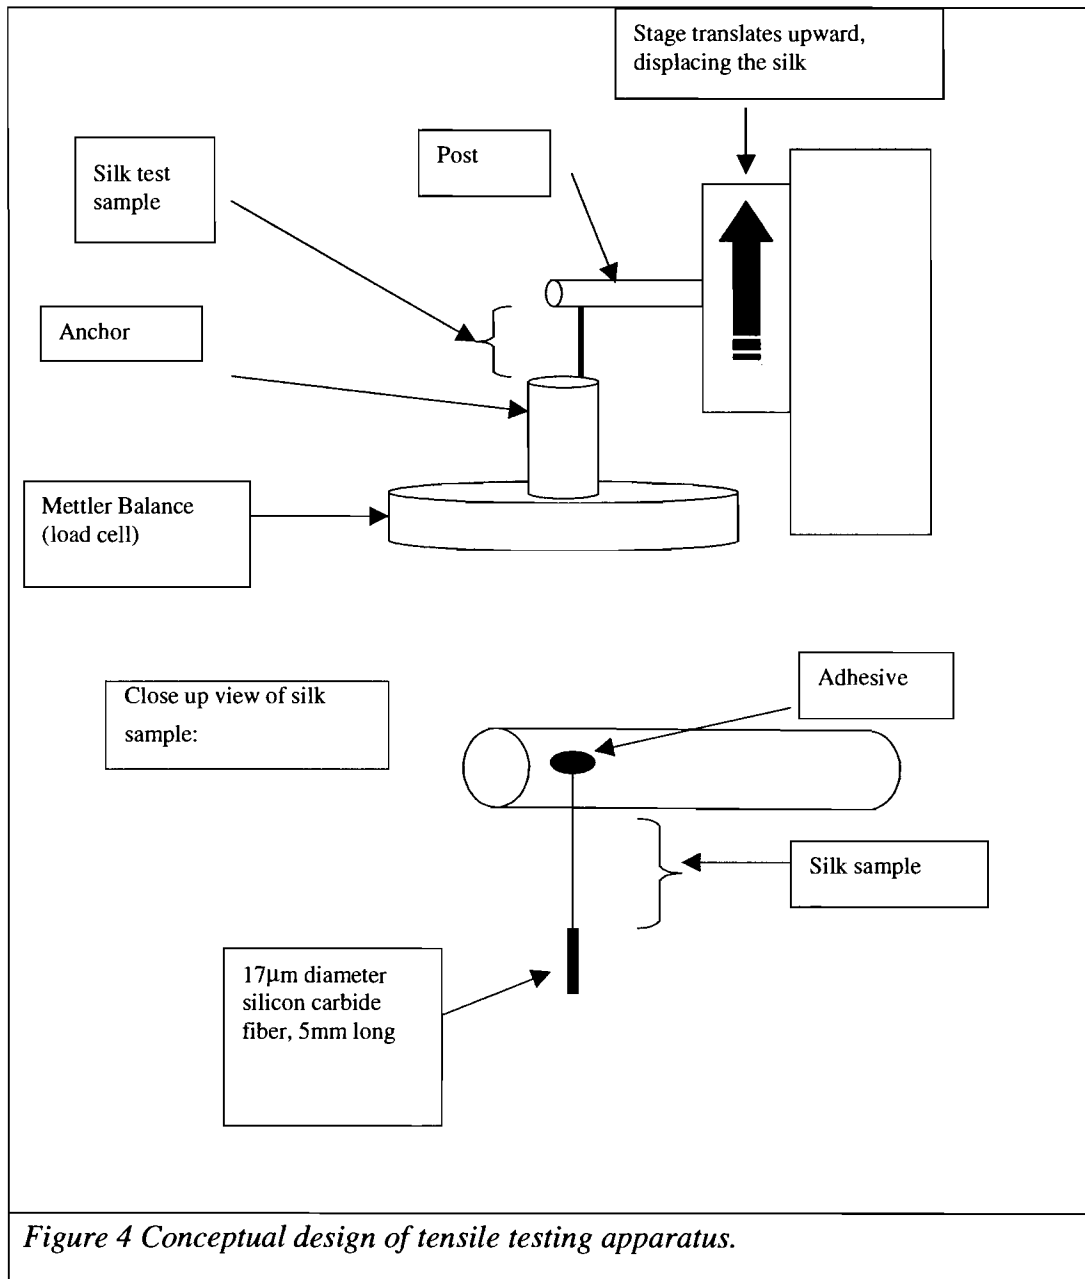 Stage translates upward,
displacing the silk
Post
Silk test
sample
Anchor
Mettler Balance
(load cell)
Adhesive
Close up view of silk
sample:
Silk sample
17µm diameter
silicon carbide
fiber, 5mm long
Figure 4 Conceptual design of tensile testing apparatus.